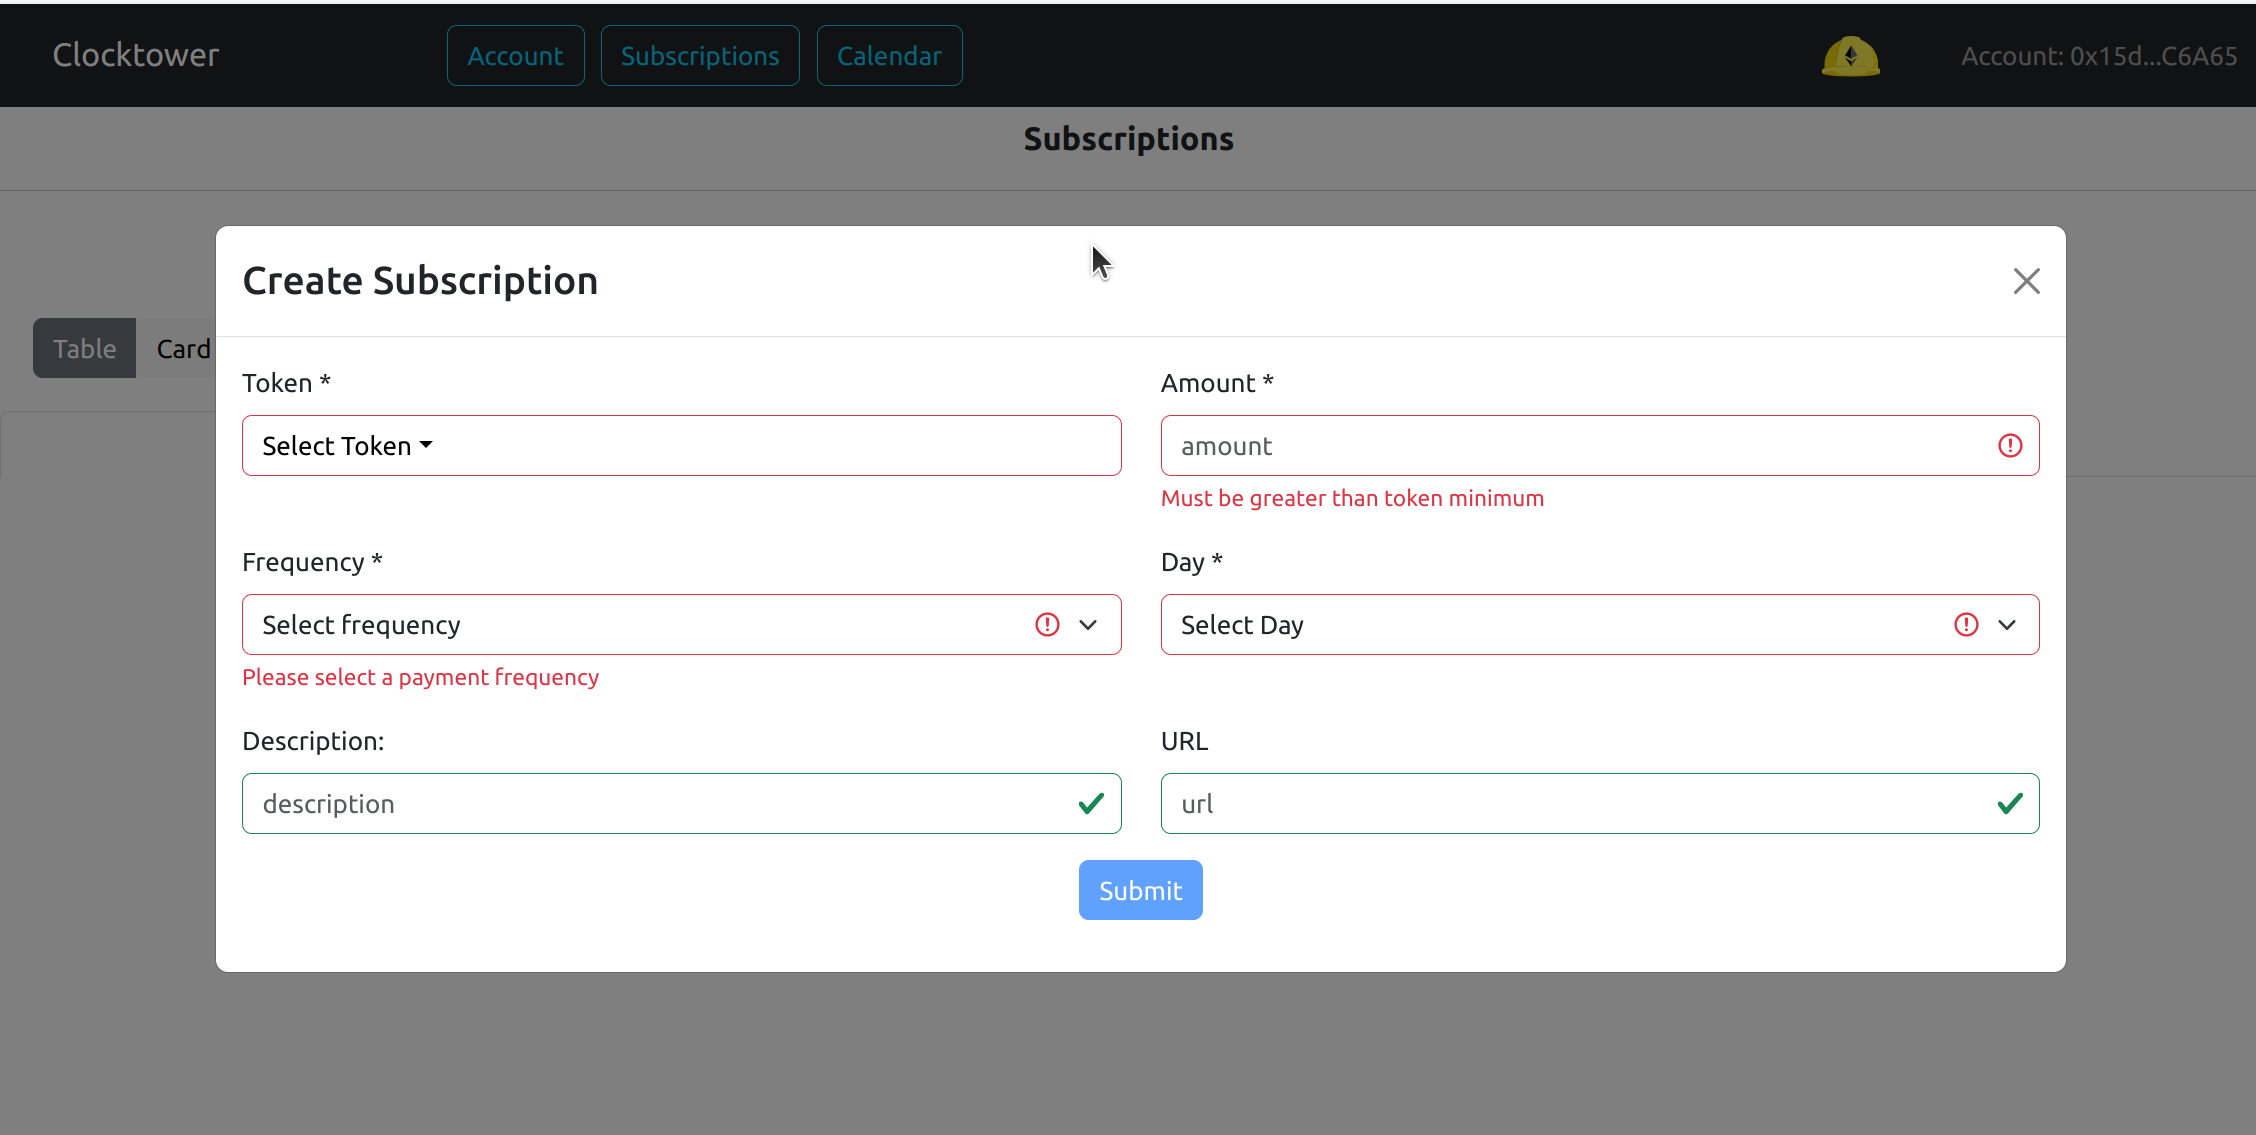 Clocktower Account Subscriptions Calendar Account: 0x15d...C6A65
Subscriptions
Create Subscription
Table Card
Token * Amount *
Select Token amount
Must be greater than token minimum
Frequency * Day *
Select frequency Select Day
Please select a payment frequency
Description: URL
description url
Submit